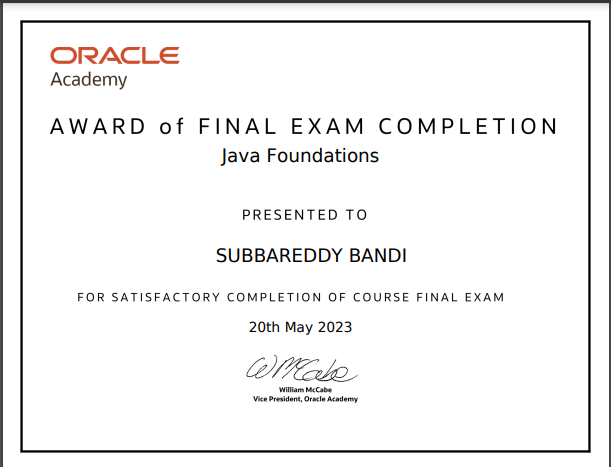 ORACLE
Academy
AWARD of FINAL EXAM COMPLETION
Java Foundations
PRESENTED TO
SUBBAREDDY BANDI
FOR SATISFACTORY COMPLETION OF COURSE FINAL EXAM
20th May 2023
WMcCabe
William McCabe
Vice President, Oracle Academy